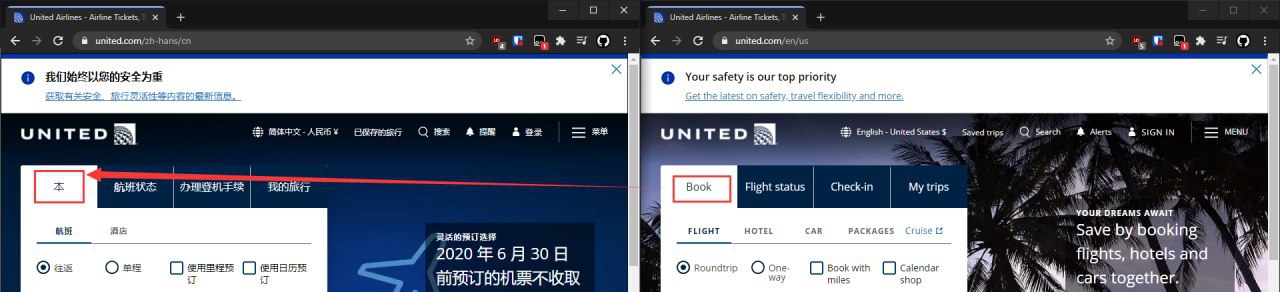 United Airlines - Airline Tickets, T
united.com/zh-hans/cn
4
1
我们始终以您的安全为重
获取有关安全、旅行灵活性等内容的最新信息。
UNITED
简体中文 - 人民币 ¥
已保存的旅行
搜索
提醒
登录
菜单
本
航班状态
办理登机手续
我的旅行
航班
酒店
往返
单程
使用里程预订
使用日历预订
灵活的预订选择
2020 年 6 月 30 日
前预订的机票不收取
United Airlines - Airline Tickets, T
united.com/en/us
5
1
Your safety is our top priority
Get the latest on safety, travel flexibility and more.
UNITED
English - United States $
Saved trips
Search
Alerts
SIGN IN
MENU
Book
Flight status
Check-in
My trips
FLIGHT
HOTEL
CAR
PACKAGES
Cruise
Roundtrip
One-way
Book with miles
Calendar shop
YOUR DREAMS AWAIT
Save by booking
flights, hotels and
cars together.